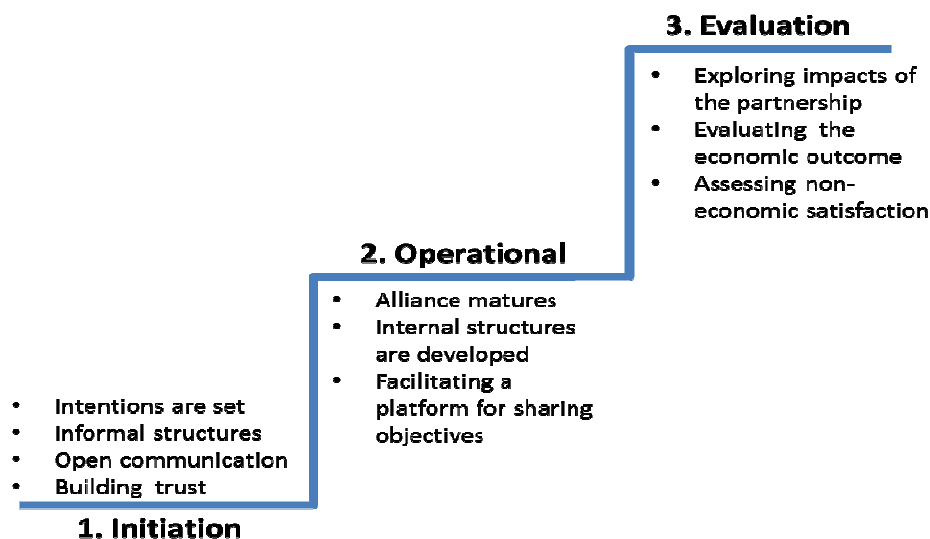 3. Evaluation
• Exploring impacts of
the partnership
• Evaluating the
economic outcome
• Assessing non-
economic satisfaction
2. Operational
• Alliance matures
• Internal structures
are developed
• Facilitating a
platform for sharing
objectives
• Intentions are set
• Informal structures
• Open communication
• Building trust
1. Initiation